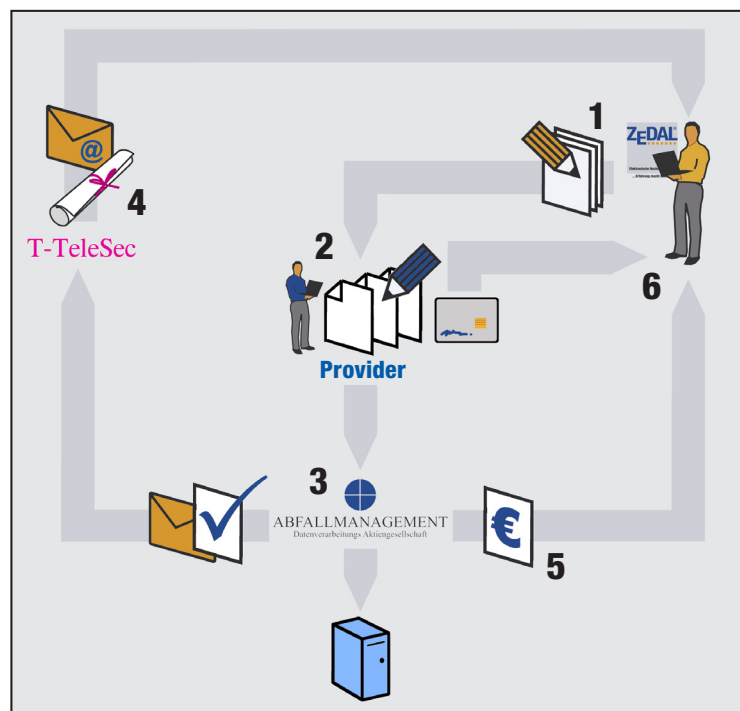 1
ZEDAL
2
@
4
T-TeleSec
6
Provider
3
ABFALLMANAGEMENT
Datenverarbeitungs Aktiengesellschaft
€
5